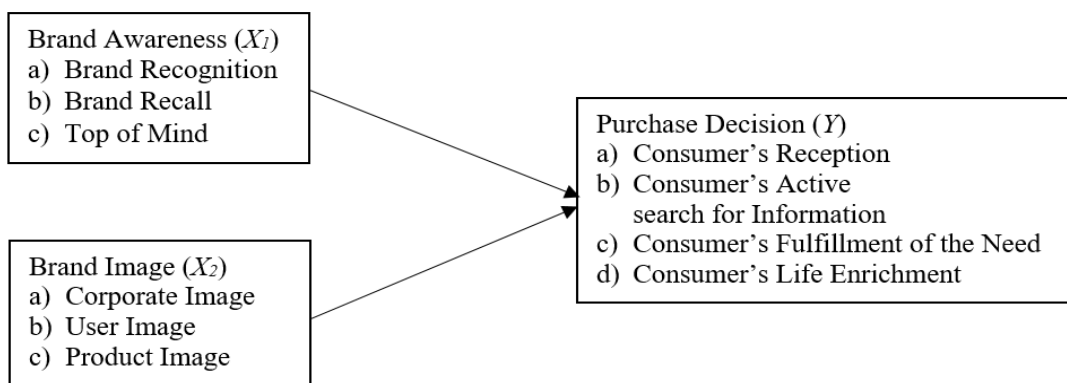 Brand Awareness (X1)
a) Brand Recognition
b) Brand Recall
c) Top of Mind
Purchase Decision (Y)
a) Consumer’s Reception
b) Consumer’s Active
search for Information
c) Consumer’s Fulfillment of the Need
d) Consumer’s Life Enrichment
Brand Image (X2)
a) Corporate Image
b) User Image
c) Product Image